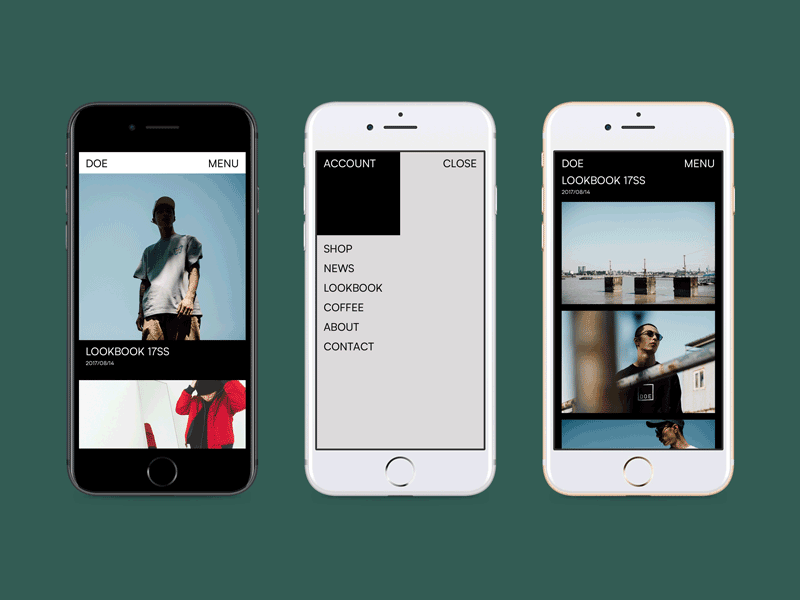 DOE MENU
LOOKBOOK 17SS
2017/08/14
ACCOUNT CLOSE
SHOP
NEWS
LOOKBOOK
COFFEE
ABOUT
CONTACT
DOE MENU
LOOKBOOK 17SS
2017/08/14
DOE